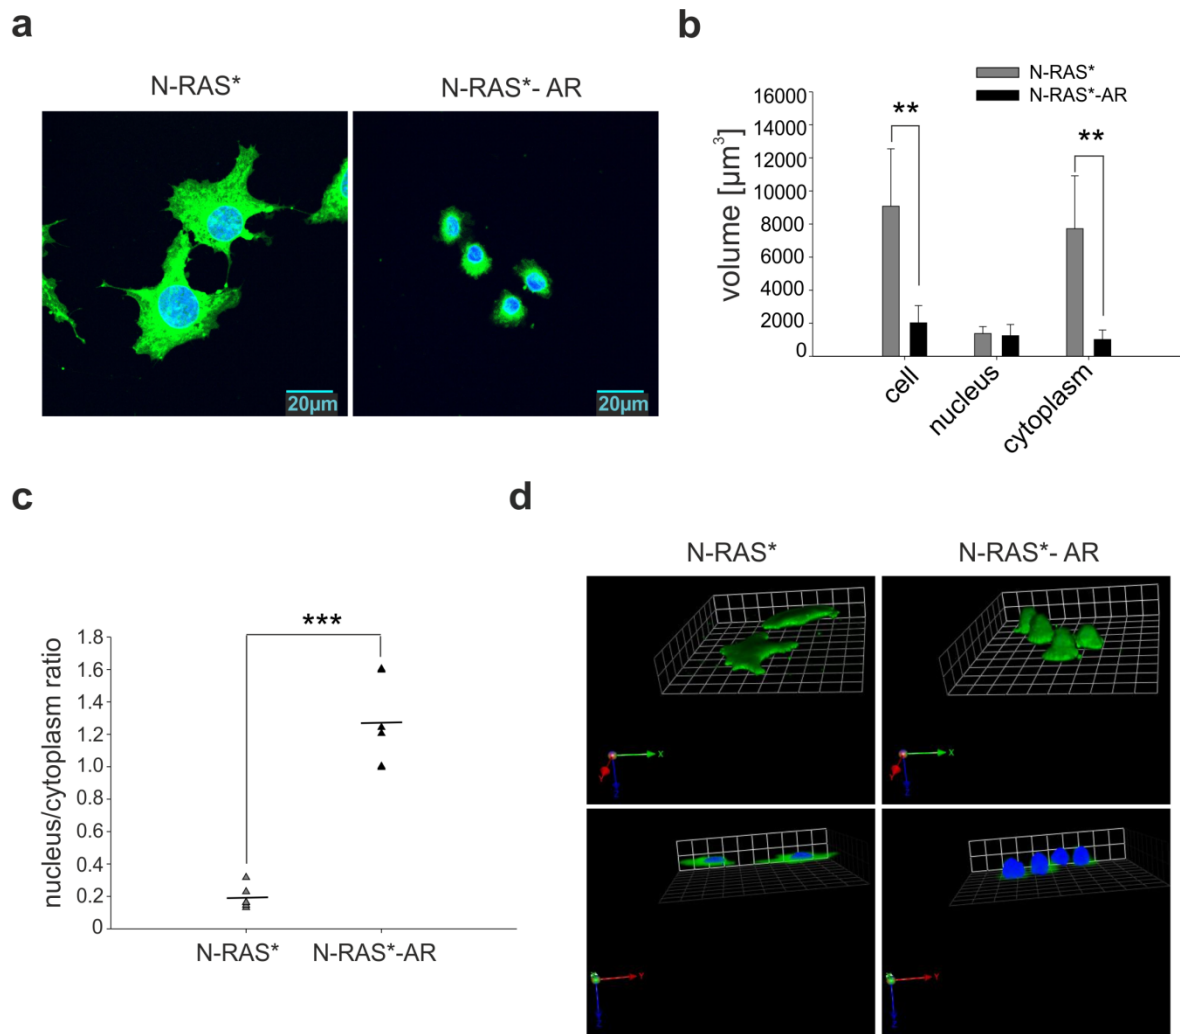 a
N-RAS*
N-RAS*- AR
20µm
20µm
b
N-RAS*
N-RAS*-AR
volume [µm³]
16000
14000
12000
10000
8000
6000
4000
2000
0
**
**
cell
nucleus
cytoplasm
c
nucleus/cytoplasm ratio
1.8
1.6
1.4
1.2
1.0
0.8
0.6
0.4
0.2
0
***
N-RAS*
N-RAS*-AR
d
N-RAS*
N-RAS*- AR
X
Y
Z
X
Y
Z
Y
Z
Y
Z